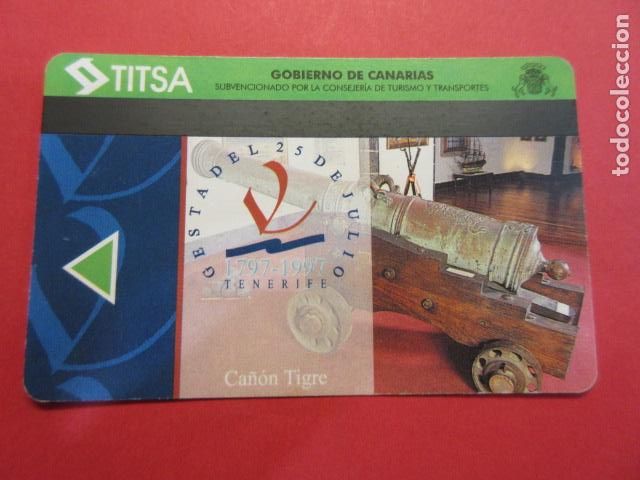 TITSA
GOBIERNO DE CANARIAS
SUBVENCIONADO POR LA CONSEJERÍA DE TURISMO Y TRANSPORTES
GESTA DEL 25 DE JULIO
1797-1997
TENERIFE
Cañón Tigre
todocoleccion